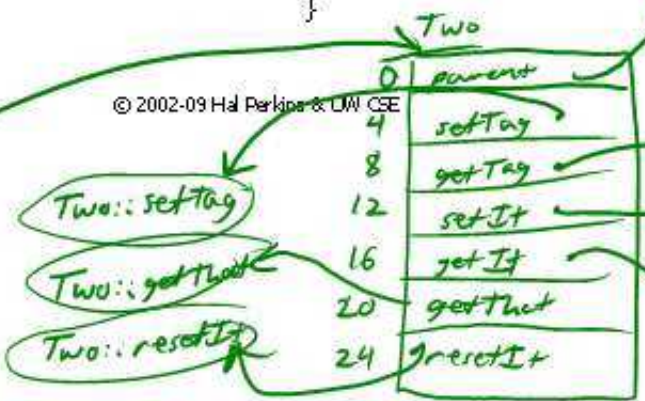 }
Two
0 parent
© 2002-09 Hal Perkins & UW CSE
4 setTag
8 getTag
Two::setTag
12 setIt
16 getIt
Two::getThat
20 getThat
Two::resetIt
24 resetIt